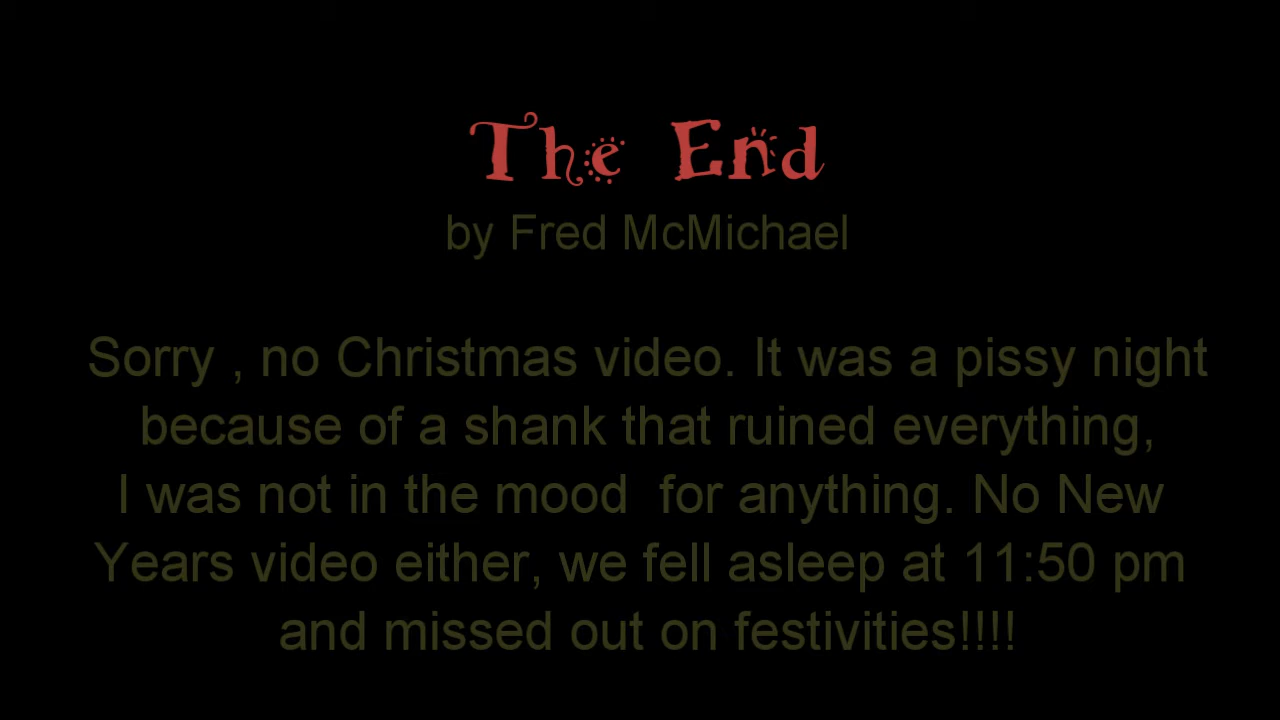 The End
by Fred McMichael
Sorry , no Christmas video. It was a pissy night
because of a shank that ruined everything,
I was not in the mood  for anything. No New
Years video either, we fell asleep at 11:50 pm
and missed out on festivities!!!!